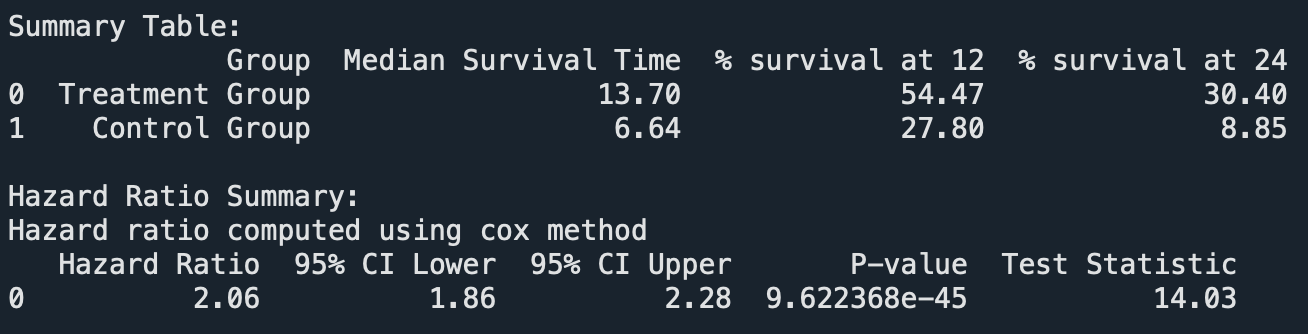 Summary Table:
Group Median Survival Time % survival at 12 % survival at 24
0 Treatment Group 13.70 54.47 30.40
1 Control Group 6.64 27.80 8.85
Hazard Ratio Summary:
Hazard ratio computed using cox method
Hazard Ratio 95% CI Lower 95% CI Upper P-value Test Statistic
0 2.06 1.86 2.28 9.622368e-45 14.03